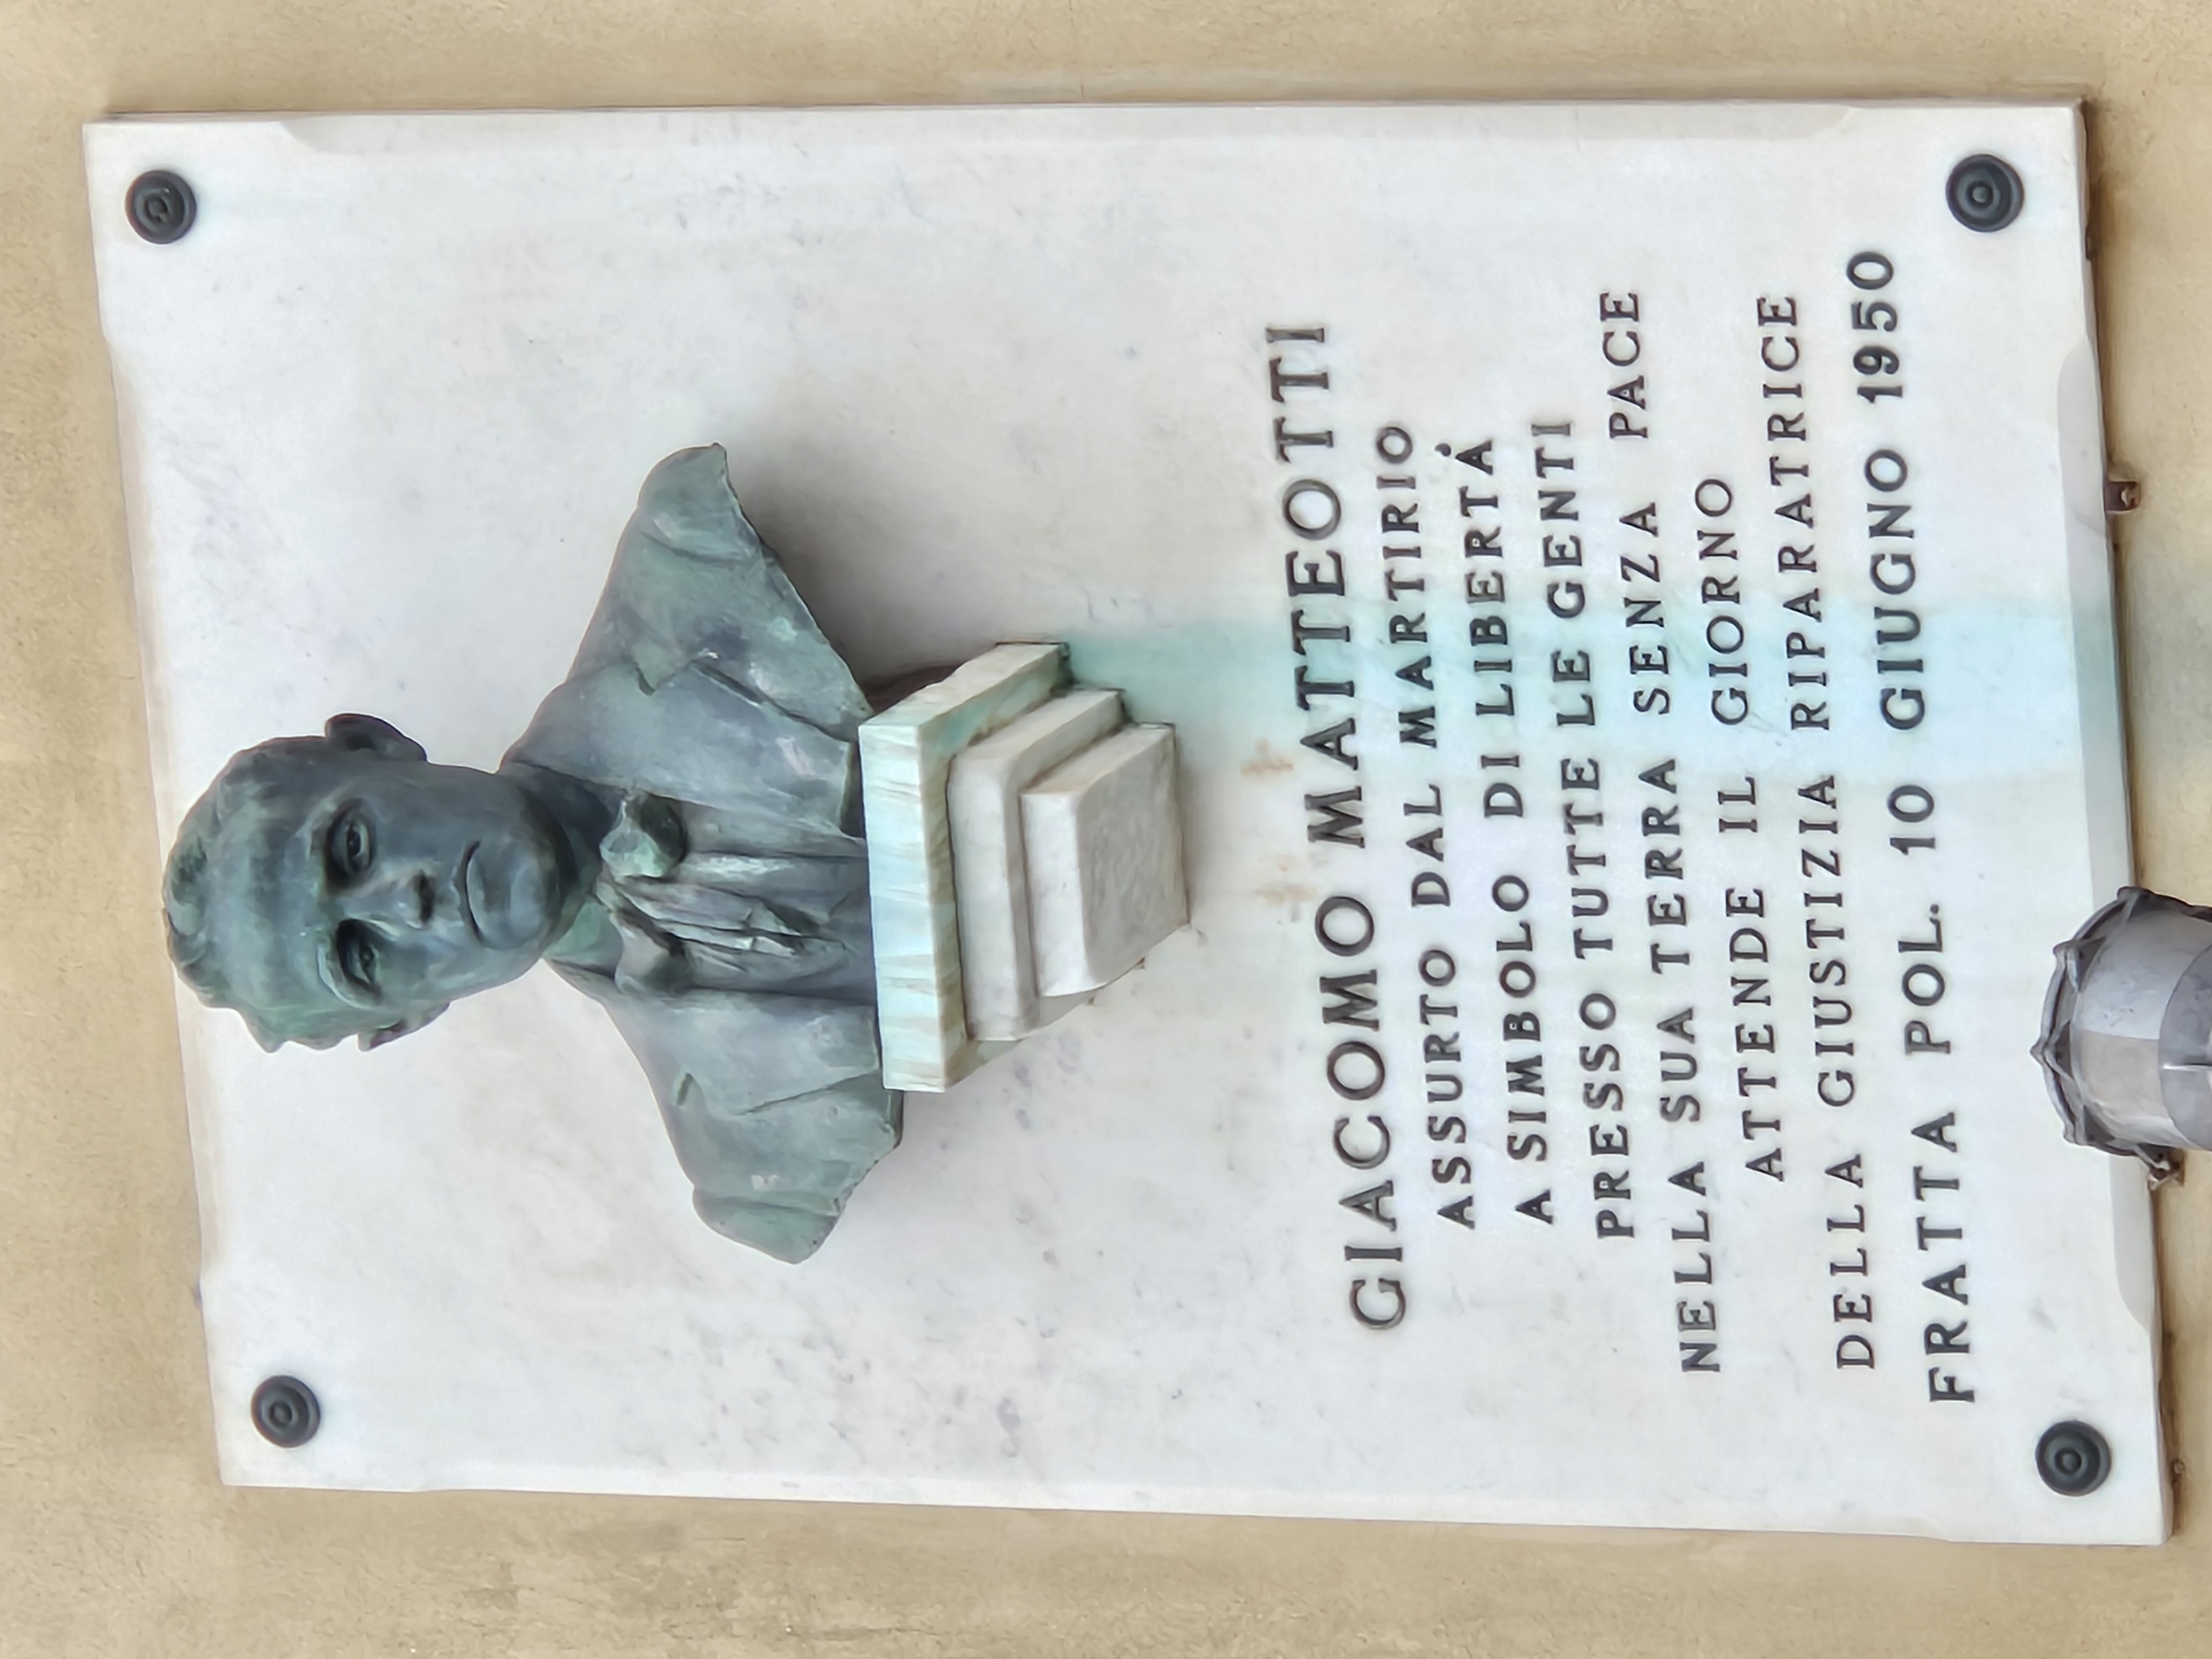 GIACOMO MATTEOTTI
ASSURTO DAL MARTIRIO
A SIMBOLO DI LIBERTÀ
PRESSO TUTTE LE GENTI
NELLA SUA TERRA SENZA PACE
ATTENDE IL GIORNO
DELLA GIUSTIZIA RIPARATRICE
FRATTA POL. 10 GIUGNO 1950